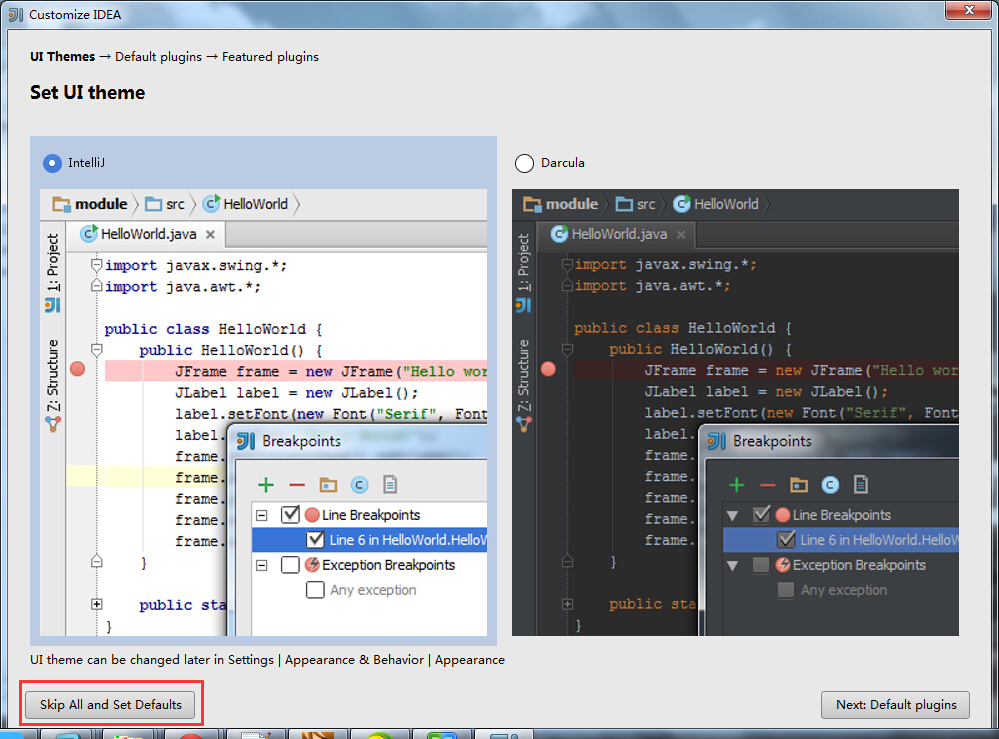 Customize IDEA
UI Themes → Default plugins → Featured plugins
Set UI theme
IntelliJ
module src HelloWorld
HelloWorld.java
1: Project
Z: Structure
import javax.swing.*;
import java.awt.*;
public class HelloWorld {
public HelloWorld() {
JFrame frame = new JFrame("Hello wor
JLabel label = new JLabel();
label.setFont(new Font("Serif", Font
label.
frame.
frame.
frame.
frame.
frame.
}
public sta
}
Breakpoints
Line Breakpoints
Line 6 in HelloWorld.HelloW
Exception Breakpoints
Any exception
Darcula
module src HelloWorld
HelloWorld.java
1: Project
Z: Structure
import javax.swing.*;
import java.awt.*;
public class HelloWorld {
public HelloWorld() {
JFrame frame = new JFrame("Hello wor
JLabel label = new JLabel();
label.setFont(new Font("Serif", Font
label.
frame.
frame.
frame.
frame.
frame.
}
public sta
}
Breakpoints
Line Breakpoints
Line 6 in HelloWorld.HelloW
Exception Breakpoints
Any exception
UI theme can be changed later in Settings | Appearance & Behavior | Appearance
Skip All and Set Defaults
Next: Default plugins